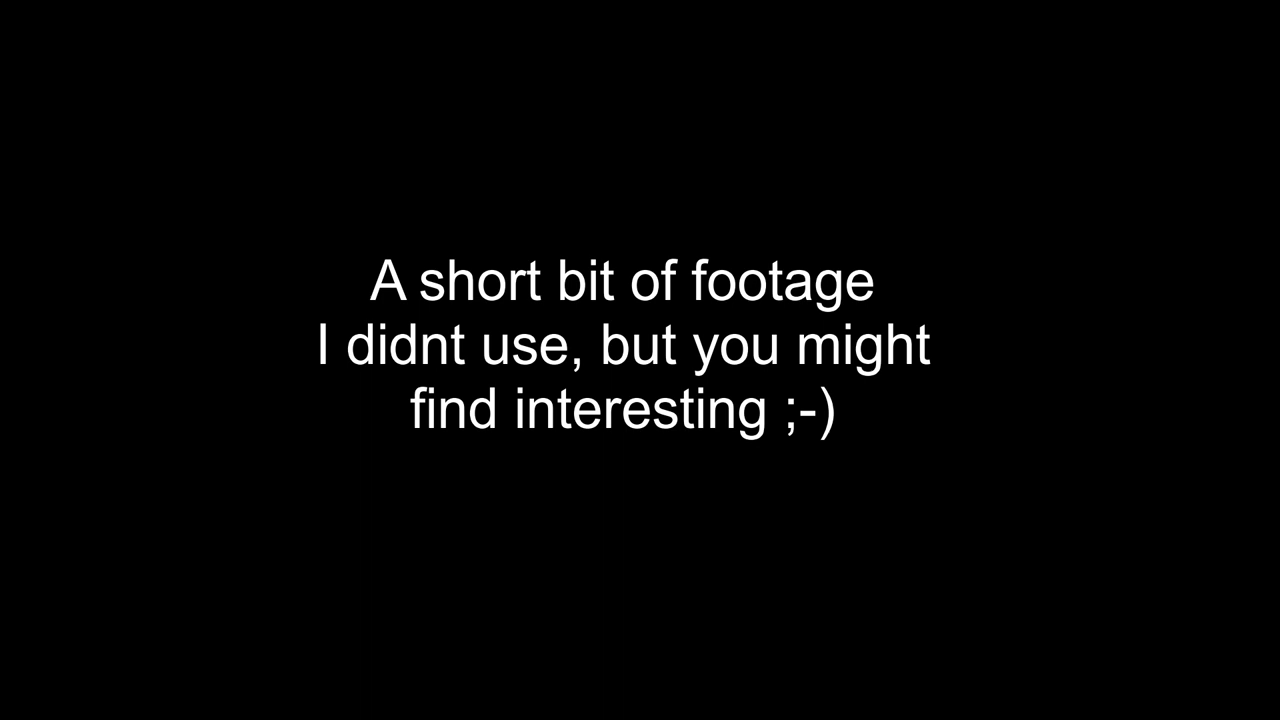 A short bit of footage
I didnt use, but you might
find interesting ;-)